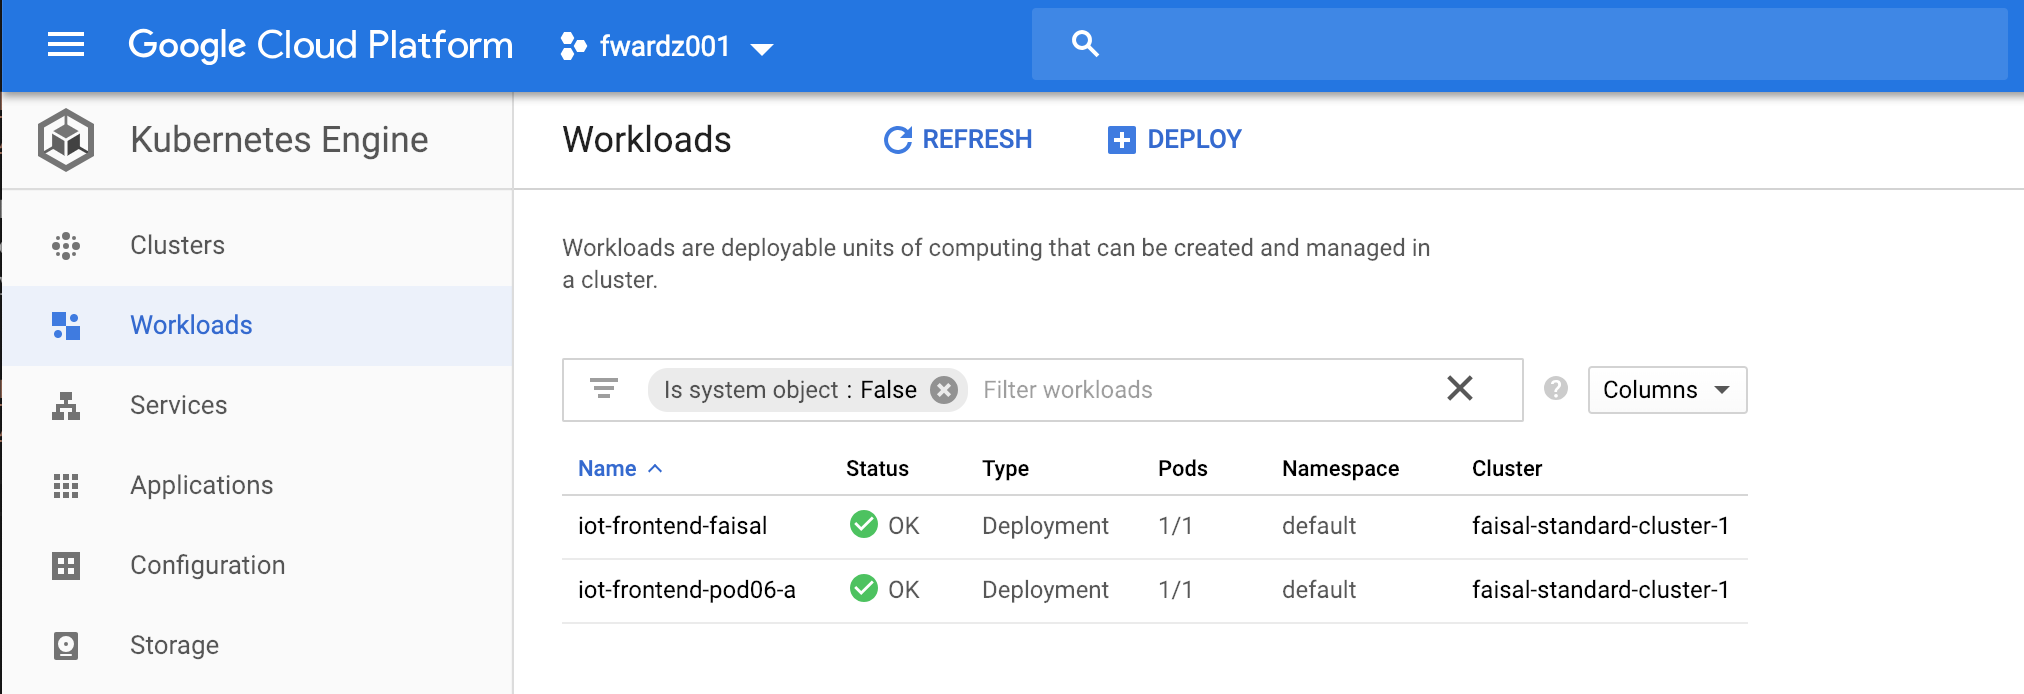 Google Cloud Platform fwardz001
Kubernetes Engine
Workloads REFRESH DEPLOY
Clusters
Workloads
Services
Applications
Configuration
Storage
Workloads are deployable units of computing that can be created and managed in
a cluster.
Is system object : False Filter workloads Columns
Name Status Type Pods Namespace Cluster
iot-frontend-faisal OK Deployment 1/1 default faisal-standard-cluster-1
iot-frontend-pod06-a OK Deployment 1/1 default faisal-standard-cluster-1